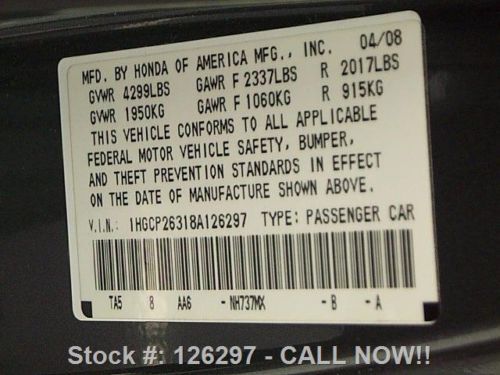 MFD. BY HONDA OF AMERICA MFG., INC. 04/08
GVWR 4299LBS GAWR F 2337LBS R 2017LBS
GVWR 1950KG GAWR F 1060KG R 915KG
THIS VEHICLE CONFORMS TO ALL APPLICABLE
FEDERAL MOTOR VEHICLE SAFETY, BUMPER,
AND THEFT PREVENTION STANDARDS IN EFFECT
ON THE DATE OF MANUFACTURE SHOWN ABOVE.
V.I.N.: 1HGCP26318A126297 TYPE: PASSENGER CAR
TA5 8 AA6 -NH737MX -B -A
Stock #: 126297 - CALL NOW!!